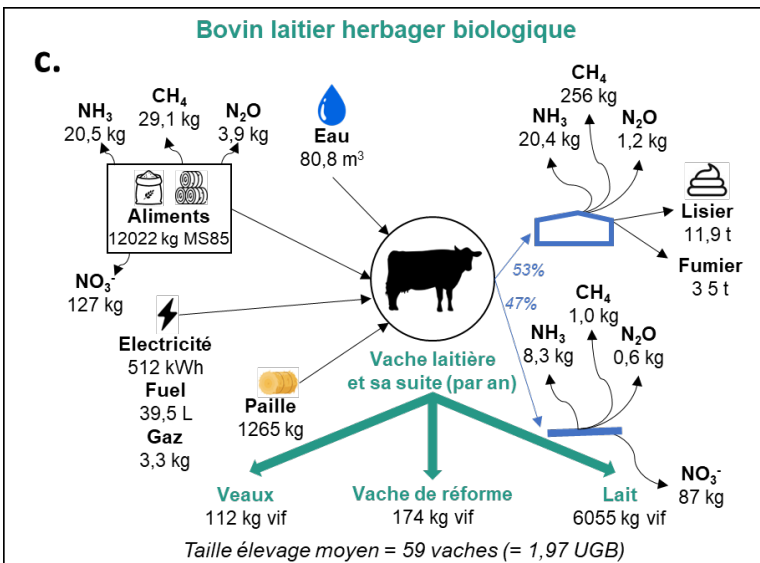 Bovin laitier herbager biologique
c.
NH₃
20,5 kg
CH₄
29,1 kg
N₂O
3,9 kg
Aliments
12022 kg MS85
NO₃⁻
127 kg
Eau
80,8 m³
Electricité
512 kWh
Fuel
39,5 L
Gaz
3,3 kg
Paille
1265 kg
Vache laitière
et sa suite (par an)
53%
47%
NH₃
20,4 kg
CH₄
256 kg
N₂O
1,2 kg
Lisier
11,9 t
Fumier
3 5 t
NH₃
8,3 kg
CH₄
1,0 kg
N₂O
0,6 kg
NO₃⁻
87 kg
Veaux
112 kg vif
Vache de réforme
174 kg vif
Lait
6055 kg vif
Taille élevage moyen = 59 vaches (= 1,97 UGB)